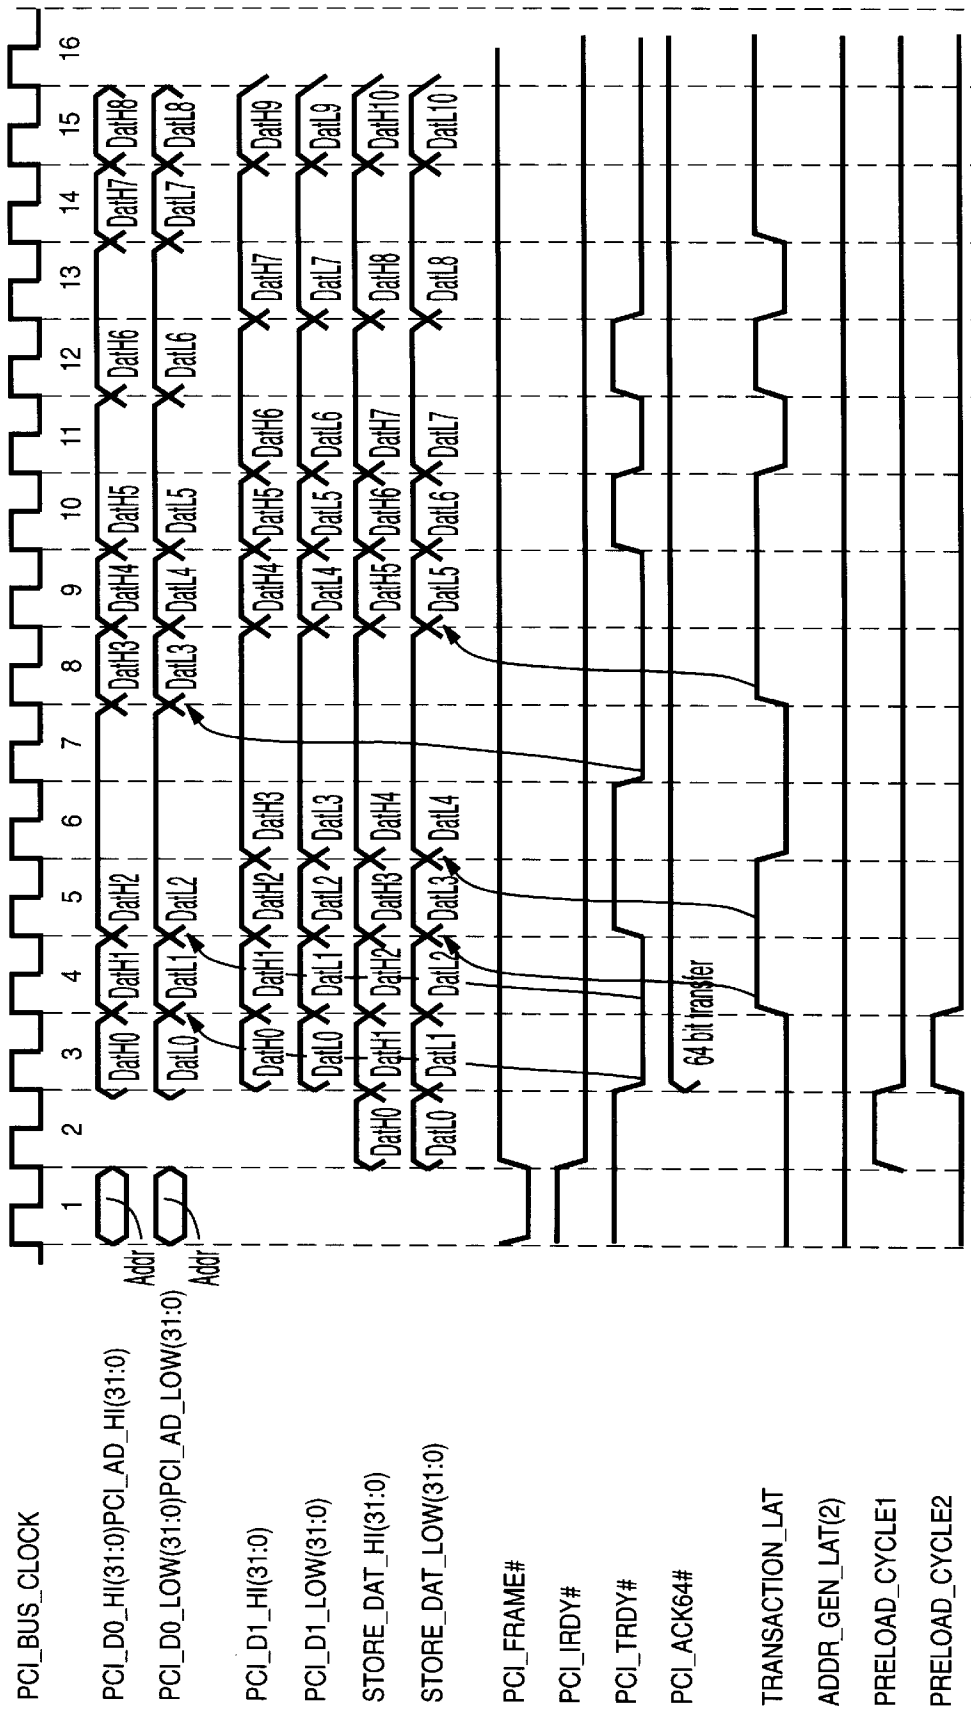 PCI_BUS_CLOCK 1 2 3 4 5 6 7 8 9 10 11 12 13 14 15 16
PCI_D0_HI(31:0)PCI_AD_HI(31:0) Addr DatH0 DatH1 DatH2 DatH3 DatH4 DatH5 DatH6 DatH7 DatH8
PCI_D0_LOW(31:0)PCI_AD_LOW(31:0) Addr DatL0 DatL1 DatL2 DatL3 DatL4 DatL5 DatL6 DatL7 DatL8
PCI_D1_HI(31:0) DatH0 DatH1 DatH2 DatH3 DatH4 DatH5 DatH6 DatH7 DatH9
PCI_D1_LOW(31:0) DatL0 DatL1 DatL2 DatL3 DatL4 DatL5 DatL6 DatL7 DatL9
STORE_DAT_HI(31:0) DatH0 DatH1 DatH2 DatH3 DatH4 DatH5 DatH6 DatH7 DatH8 DatH10
STORE_DAT_LOW(31:0) DatL0 DatL1 DatL2 DatL3 DatL4 DatL5 DatL6 DatL7 DatL8 DatL10
PCI_FRAME#
PCI_IRDY#
PCI_TRDY#
PCI_ACK64# 64 bit transfer
TRANSACTION_LAT
ADDR_GEN_LAT(2)
PRELOAD_CYCLE1
PRELOAD_CYCLE2